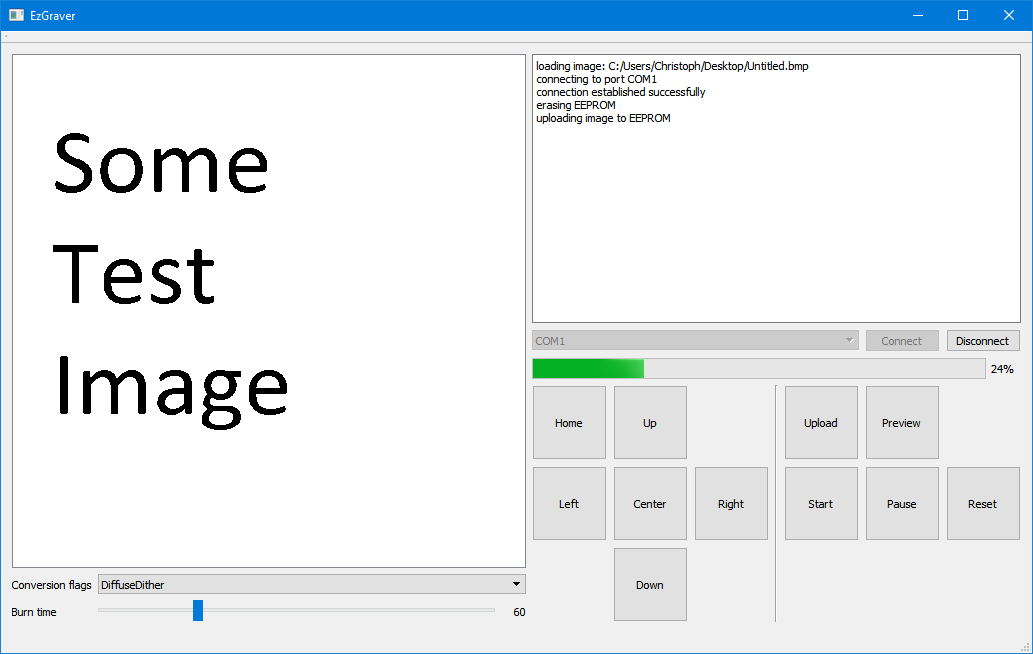 EzGraver
Some
Test
Image
loading image: C:/Users/Christoph/Desktop/Untitled.bmp
connecting to port COM1
connection established successfully
erasing EEPROM
uploading image to EEPROM
COM1 Connect Disconnect
24%
Home Up Upload Preview
Left Center Right Start Pause Reset
Down
Conversion flags DiffuseDither
Burn time 60